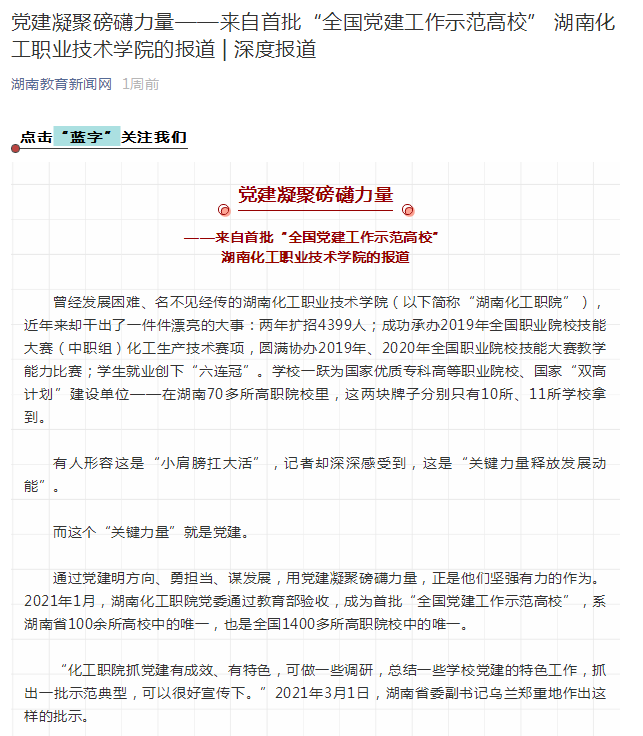 党建凝聚磅礴力量——来自首批“全国党建工作示范高校” 湖南化
工职业技术学院的报道 | 深度报道
湖南教育新闻网 1周前
点击“蓝字”关注我们
党建凝聚磅礴力量
——来自首批“全国党建工作示范高校”
湖南化工职业技术学院的报道
曾经发展困难、名不见经传的湖南化工职业技术学院（以下简称“湖南化工职院”），
近年来却干出了一件件漂亮的大事：两年扩招4399人；成功承办2019年全国职业院校技能
大赛（中职组）化工生产技术赛项，圆满协办2019年、2020年全国职业院校技能大赛教学
能力比赛；学生就业创下“六连冠”。学校一跃为国家优质专科高等职业院校、国家“双高
计划”建设单位——在湖南70多所高职院校里，这两块牌子分别只有10所、11所学校拿
到。
有人形容这是“小肩膀扛大活”，记者却深深感受到，这是“关键力量释放发展动
能”。
而这个“关键力量”就是党建。
通过党建明方向、勇担当、谋发展，用党建凝聚磅礴力量，正是他们坚强有力的作为。
2021年1月，湖南化工职院党委通过教育部验收，成为首批“全国党建工作示范高校”，系
湖南省100余所高校中的唯一，也是全国1400多所高职院校中的唯一。
“化工职院抓党建有成效、有特色，可做一些调研，总结一些学校党建的特色工作，抓
出一批示范典型，可以很好宣传下。”2021年3月1日，湖南省委副书记乌兰郑重地作出这
样的批示。